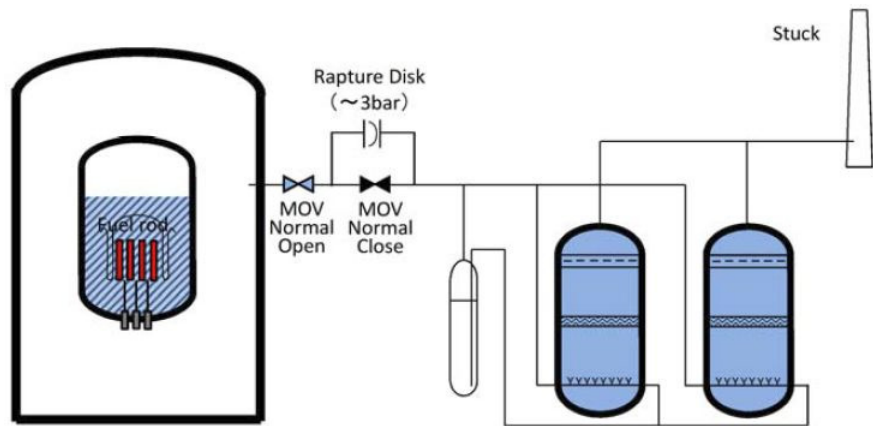 Stuck
Rapture Disk
（～3bar）
MOV
Normal
Open
MOV
Normal
Close
Fuel rod